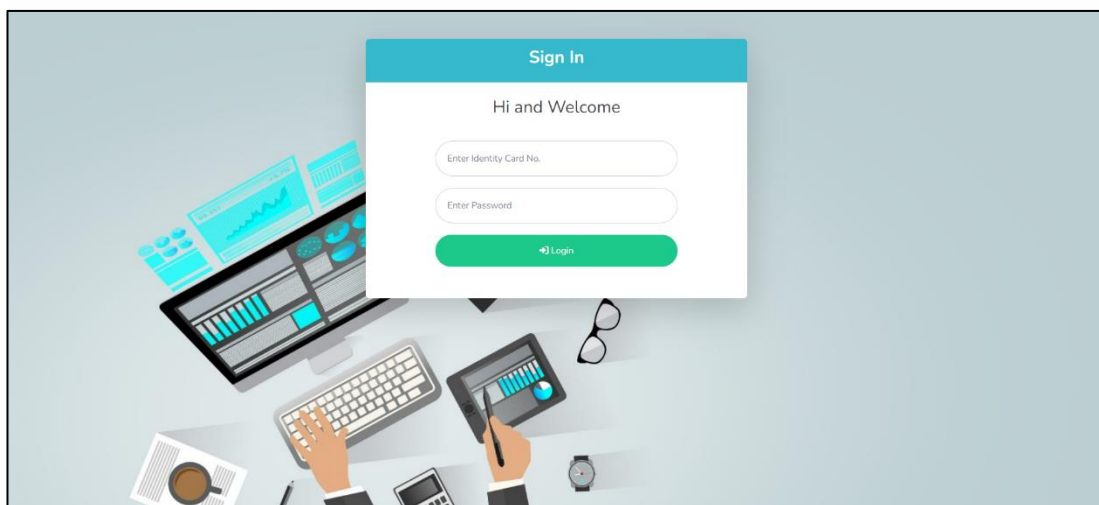 Sign In
Hi and Welcome
Enter Identity Card No.
Enter Password
Login